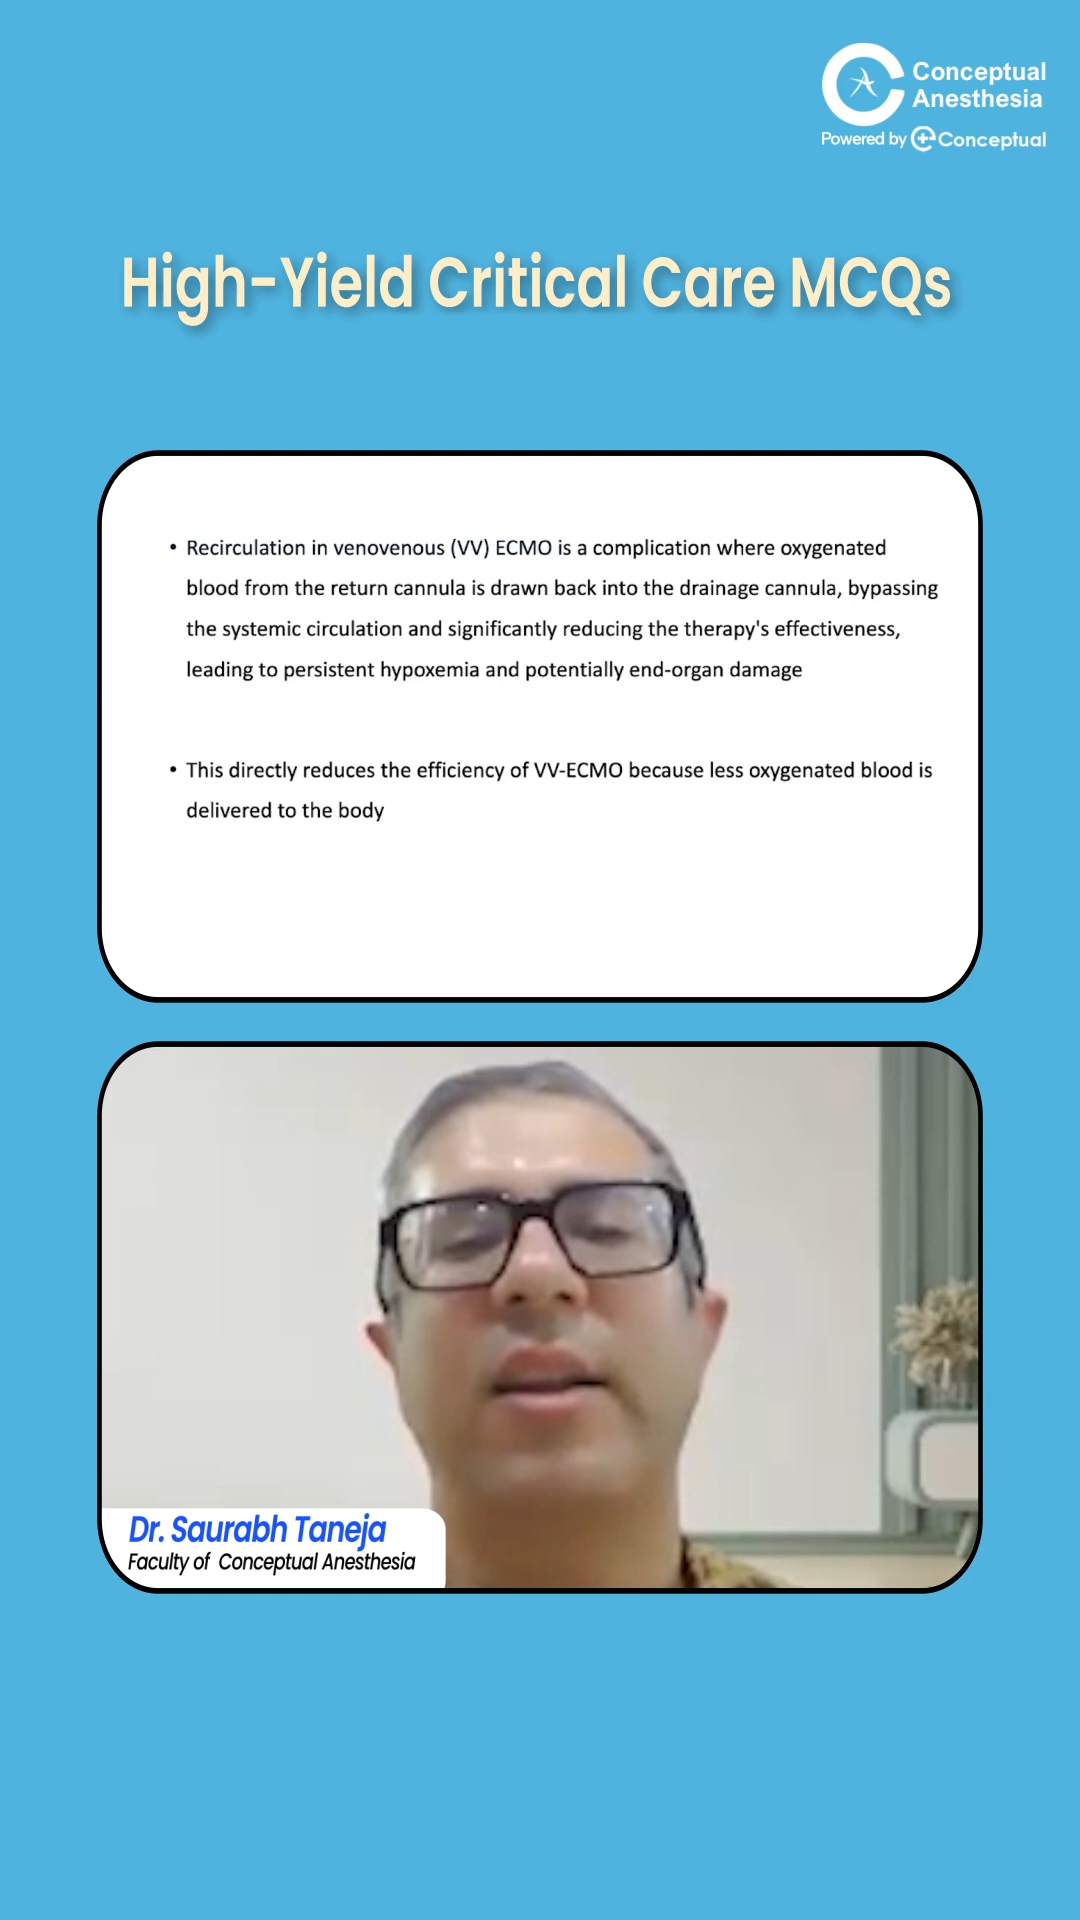 Conceptual
Anesthesia
Powered by Conceptual
High-Yield Critical Care MCQs
• Recirculation in venovenous (VV) ECMO is a complication where oxygenated
blood from the return cannula is drawn back into the drainage cannula, bypassing
the systemic circulation and significantly reducing the therapy's effectiveness,
leading to persistent hypoxemia and potentially end-organ damage
• This directly reduces the efficiency of VV-ECMO because less oxygenated blood is
delivered to the body
Dr. Saurabh Taneja
Faculty of Conceptual Anesthesia